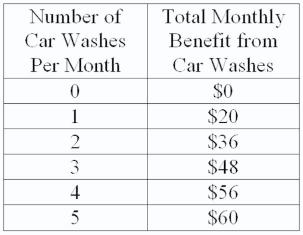 Number of Car Washes Per Month | Total Monthly Benefit from Car Washes
0 | $0
1 | $20
2 | $36
3 | $48
4 | $56
5 | $60